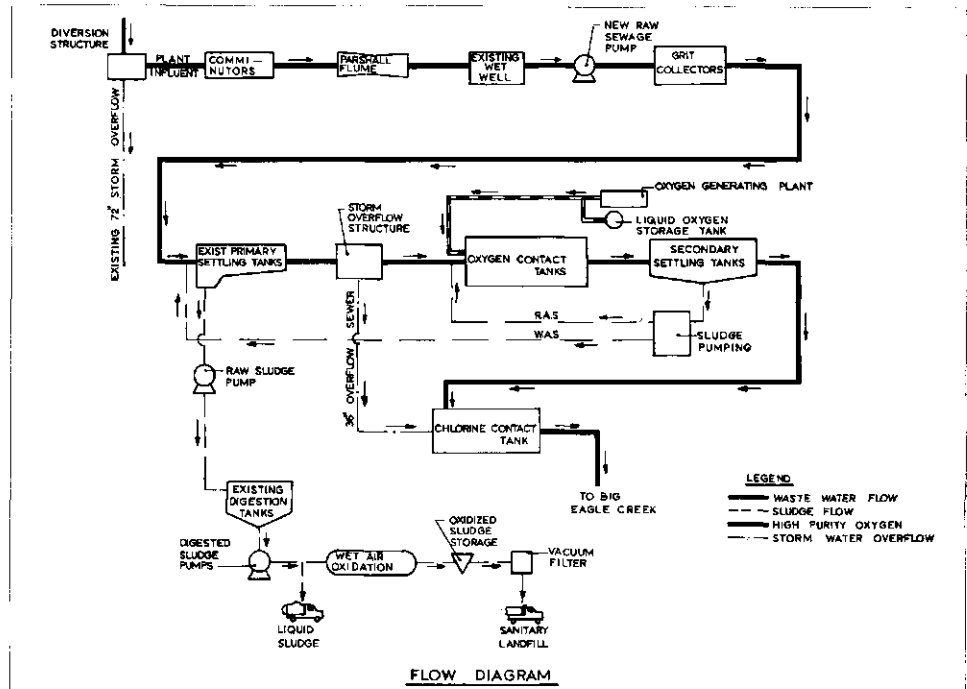 DIVERSION
STRUCTURE
PLANT
INFLUENT
COMMI-
NUTORS
PARSHALL
FLUME
EXISTING
WET
WELL
NEW RAW
SEWAGE
PUMP
GRIT
COLLECTORS
EXISTING 72" STORM OVERFLOW
OXYGEN GENERATING PLANT
LIQUID OXYGEN
STORAGE TANK
STORM
OVERFLOW
STRUCTURE
EXIST PRIMARY
SETTLING TANKS
OXYGEN CONTACT
TANKS
SECONDARY
SETTLING TANKS
R.A.S
W.A.S
SLUDGE
PUMPING
RAW SLUDGE
PUMP
36" OVERFLOW SEWER
CHLORINE CONTACT
TANK
TO BIG
EAGLE CREEK
EXISTING
DIGESTION
TANKS
DIGESTED
SLUDGE
PUMPS
WET AIR
OXIDATION
OXIDIZED
SLUDGE
STORAGE
VACUUM
FILTER
LIQUID
SLUDGE
SANITARY
LANDFILL
LEGEND
WASTE WATER FLOW
SLUDGE FLOW
HIGH PURITY OXYGEN
STORM WATER OVERFLOW
FLOW DIAGRAM